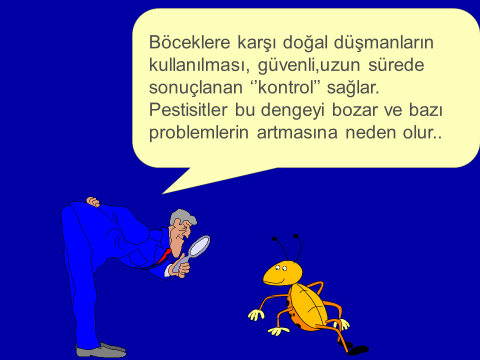 Böceklere karşı doğal düşmanların
kullanılması, güvenli,uzun sürede
sonuçlanan ‘’kontrol’’ sağlar.
Pestisitler bu dengeyi bozar ve bazı
problemlerin artmasına neden olur..